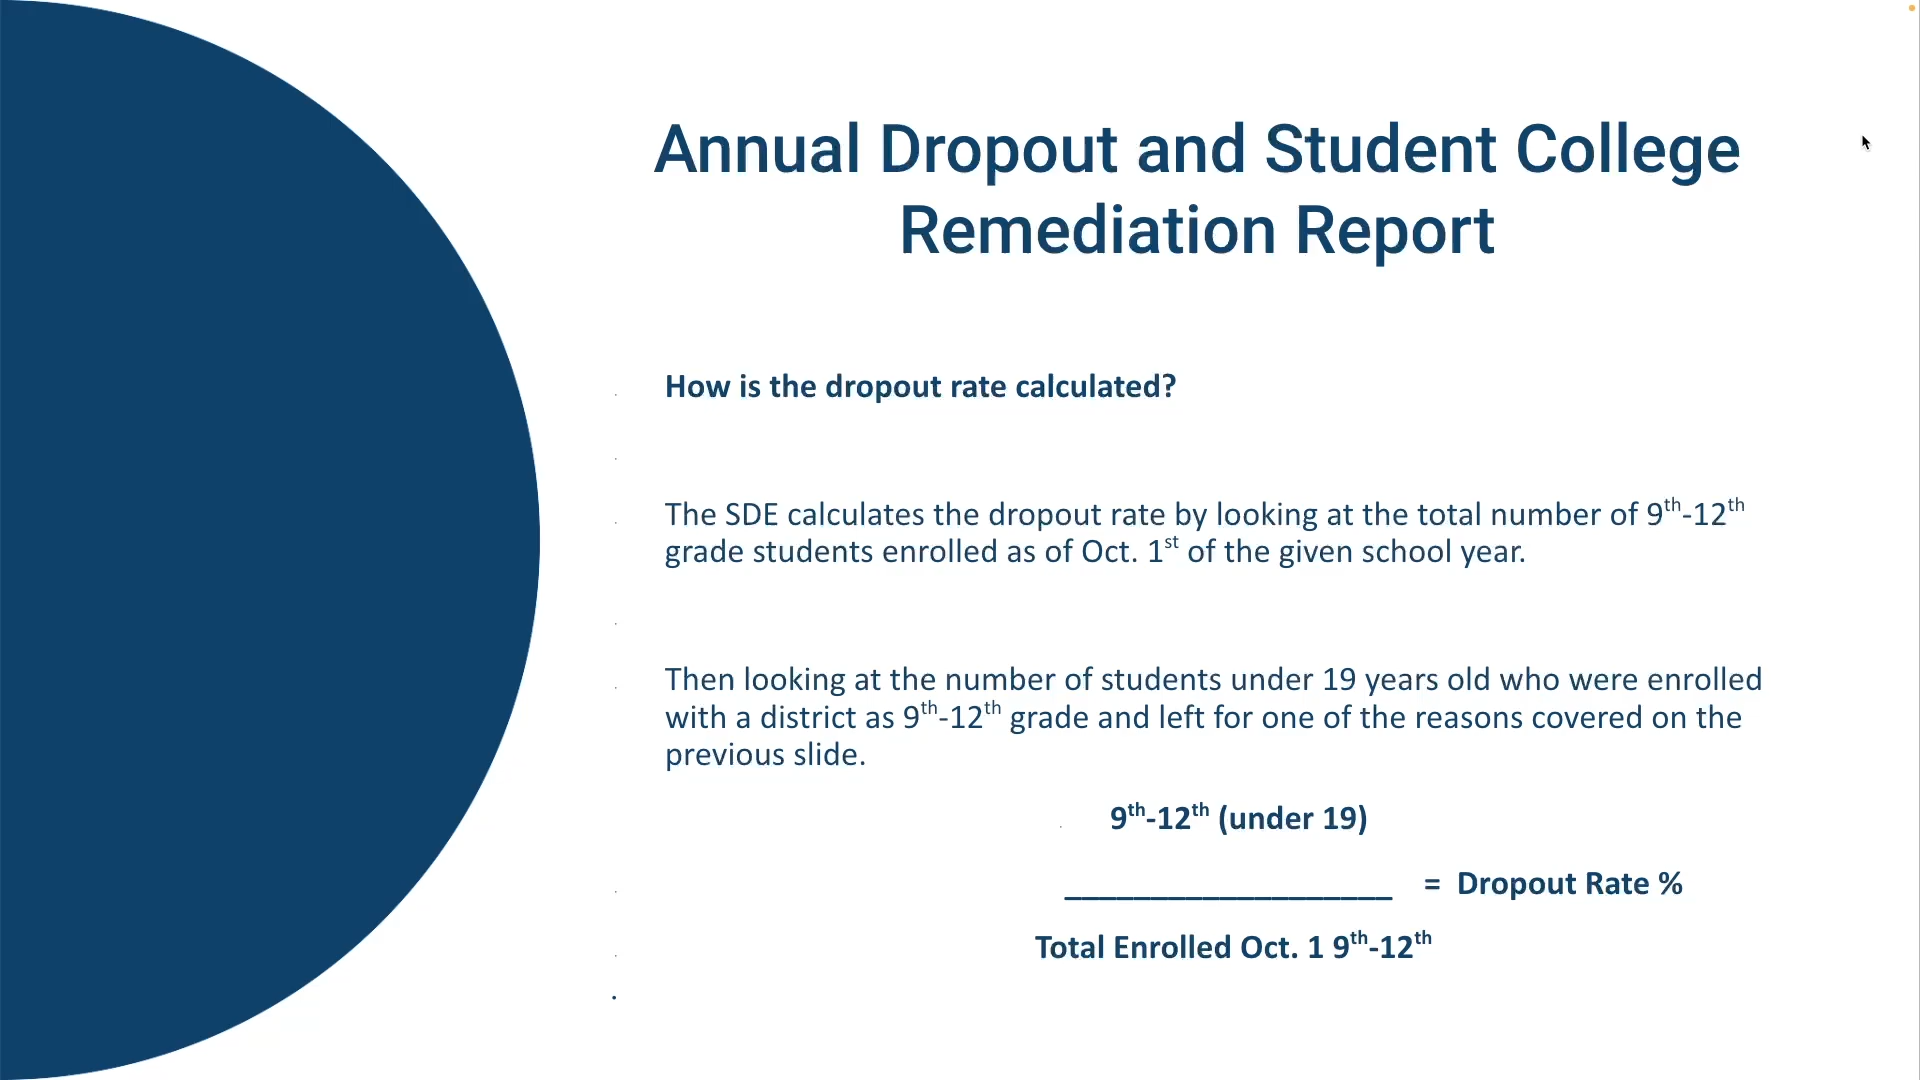 Annual Dropout and Student College
Remediation Report
How is the dropout rate calculated?
The SDE calculates the dropout rate by looking at the total number of 9th-12th
grade students enrolled as of Oct. 1st of the given school year.
Then looking at the number of students under 19 years old who were enrolled
with a district as 9th-12th grade and left for one of the reasons covered on the
previous slide.
9th-12th (under 19)
___________________ = Dropout Rate %
Total Enrolled Oct. 1 9th-12th